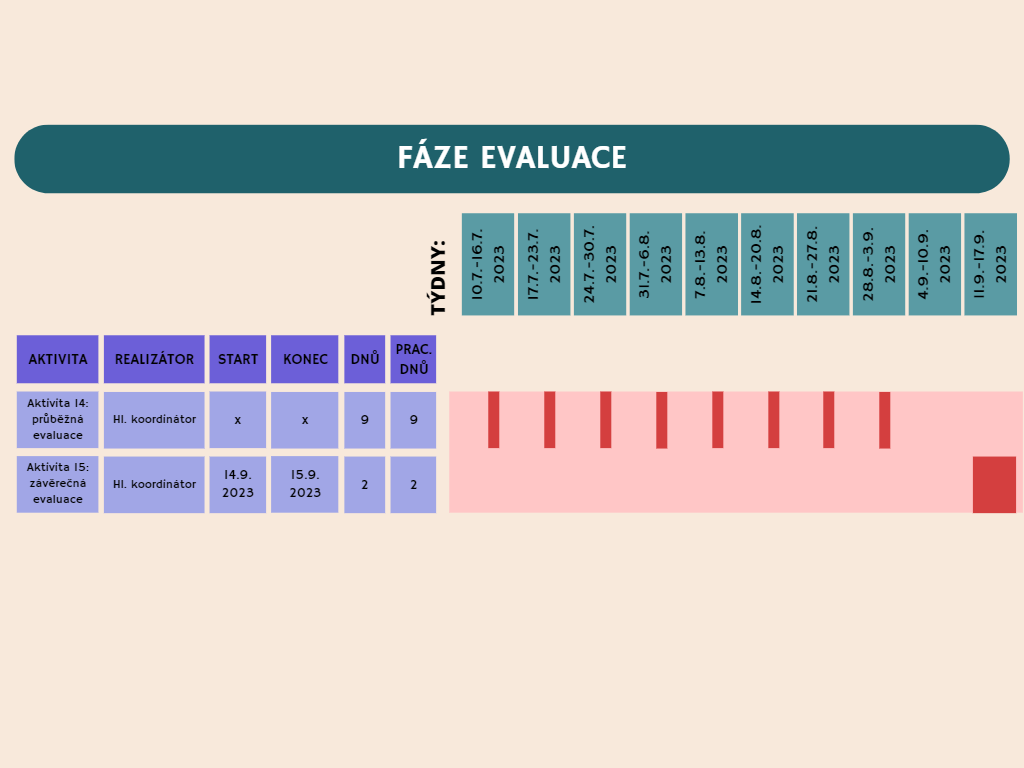 FÁZE EVALUACE
TÝDNY:
10.7.-16.7.
2023
17.7.-23.7.
2023
24.7.-30.7.
2023
31.7.-6.8.
2023
7.8.-13.8.
2023
14.8.-20.8.
2023
21.8.-27.8.
2023
28.8.-3.9.
2023
4.9.-10.9.
2023
11.9.-17.9.
2023
AKTIVITA
REALIZÁTOR
START
KONEC
DNŮ
PRAC.
DNŮ
Aktivita 14:
průběžná
evaluace
Hl. koordinátor
x
x
9
9
Aktivita 15:
závěrečná
evaluace
Hl. koordinátor
14.9.
2023
15.9.
2023
2
2